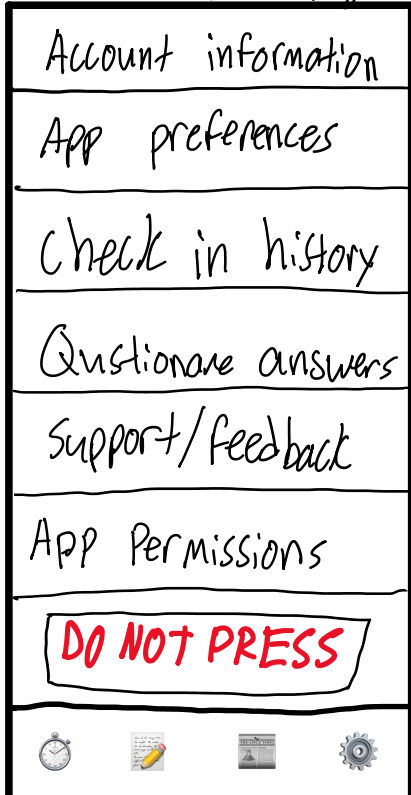 Account information
App preferences
Check in history
Qustionare answers
Support/feedback
App Permissions
DO NOT PRESS